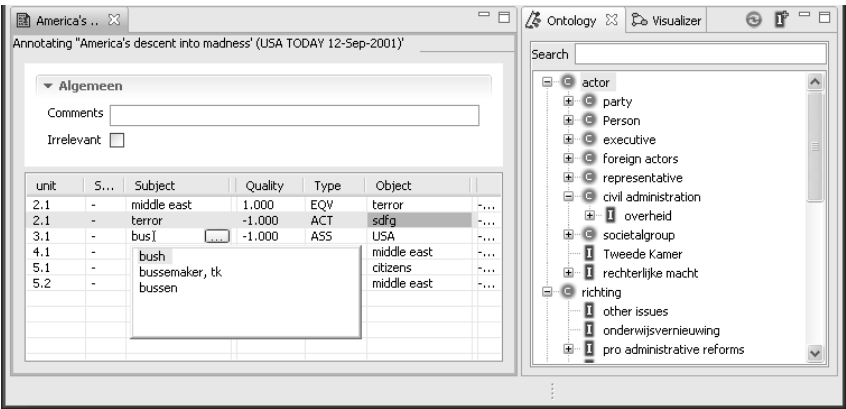 America's ..
Annotating "America's descent into madness' (USA TODAY 12-Sep-2001)'
Algemeen
Comments
Irrelevant
unit S... Subject Quality Type Object
2.1 - middle east 1.000 EQV terror -...
2.1 - terror -1.000 ACT sdfg -...
3.1 - bus ... -1.000 ASS USA -...
4.1 - middle east -...
5.1 - citizens -...
5.2 - middle east -...
bush
bussemaker, tk
bussen
Ontology Visualizer
Search
C actor
C party
C Person
C executive
C foreign actors
C representative
C civil administration
I overheid
C societalgroup
I Tweede Kamer
I rechterlijke macht
C richting
I other issues
I onderwijsvernieuwing
I pro administrative reforms